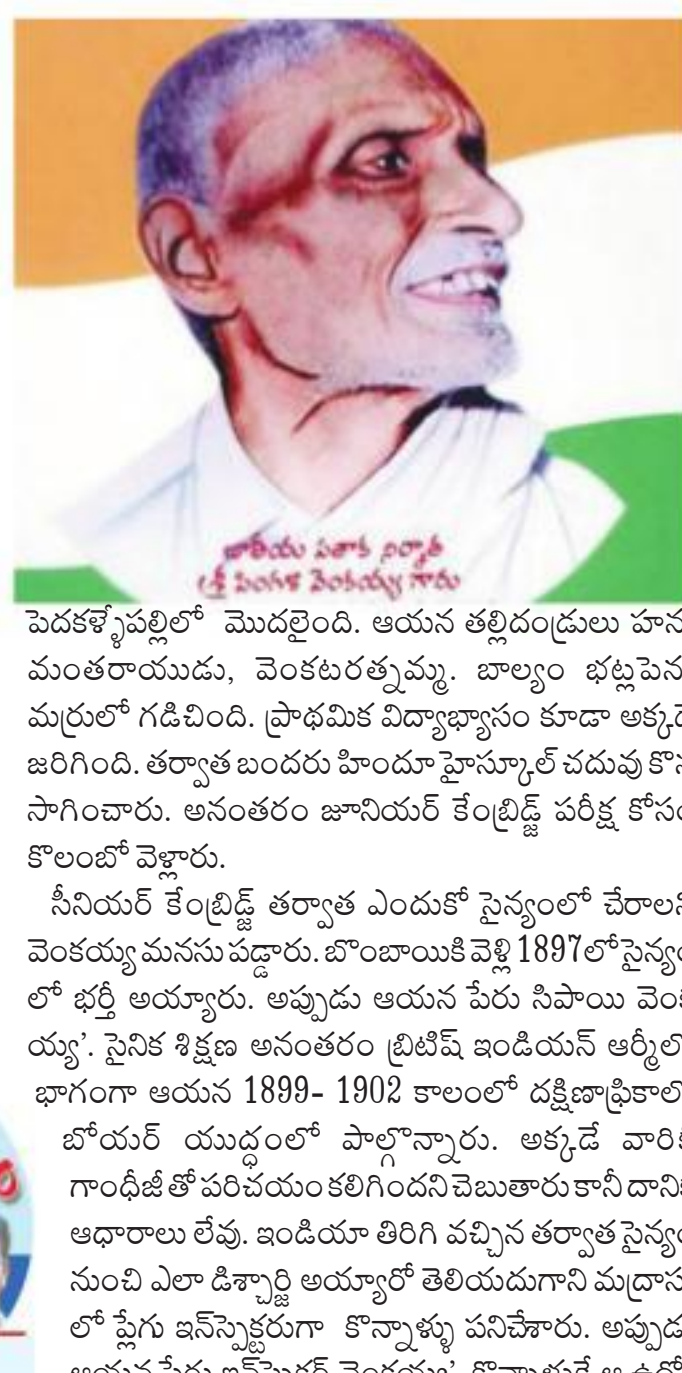 జాతీయ పతాక నిర్మాత
శ్రీ పింగళి వెంకయ్య గారు
పెదకళ్ళేపల్లిలో మొదలైంది. ఆయన తల్లిదండ్రులు హను
మంతరాయుడు, వెంకటరత్నమ్మ. బాల్యం భట్లపెన
మర్రులో గడిచింది. ప్రాథమిక విద్యాభ్యాసం కూడా అక్కడే
జరిగింది. తర్వాత బందరు హిందూ హైస్కూల్ చదువు కొన
సాగించారు. అనంతరం జూనియర్ కేంబ్రిడ్జ్ పరీక్ష కోసం
కొలంబో వెళ్లారు.
సీనియర్ కేంబ్రిడ్జ్ తర్వాత ఎందుకో సైన్యంలో చేరాలని
వెంకయ్య మనసు పడ్డారు. బొంబాయికి వెళ్లి 1897లో సైన్యం
లో భర్తీ అయ్యారు. అప్పుడు ఆయన పేరు సిపాయి వెంక
య్య'. సైనిక శిక్షణ అనంతరం బ్రిటిష్ ఇండియన్ ఆర్మీలో
భాగంగా ఆయన 1899- 1902 కాలంలో దక్షిణాఫ్రికాలో
బోయర్ యుద్ధంలో పాల్గొన్నారు. అక్కడే వారికి
గాంధీజీ తో పరిచయం కలిగిందని చెబుతారు కానీ దానికి
ఆధారాలు లేవు. ఇండియా తిరిగి వచ్చిన తర్వాత సైన్యం
నుంచి ఎలా డిశ్చార్జి అయ్యారో తెలియదుగాని మద్రాసు
లో ప్లేగు ఇన్‌స్పెక్టరుగా కొన్నాళ్ళు పనిచేశారు. అప్పుడు